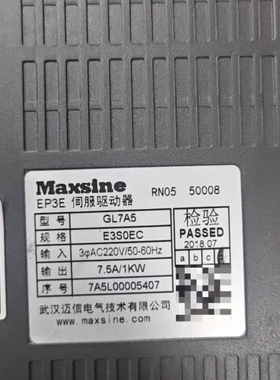 Maxsine RN05 50008
EP3E 伺服驱动器
型号 GL7A5
规格 E3S0EC
输入 3φAC220V/50-60Hz
输出 7.5A/1KW
序号 7A5L00005407
检验
PASSED
2018.07
a b c d
武汉迈信电气技术有限公司
www.maxsine.com